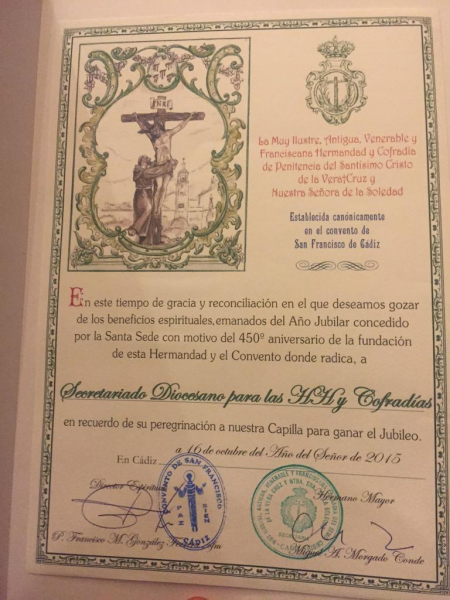 INRI
La Muy Ilustre, Antigua, Venerable y
Franciscana Hermandad y Cofradía
de Penitencia del Santísimo Cristo
de la Vera+Cruz y
Nuestra Señora de la Soledad
Establecida canónicamente
en el convento de
San Francisco de Cádiz
En este tiempo de gracia y reconciliación en el que deseamos gozar
de los beneficios espirituales, emanados del Año Jubilar concedido
por la Santa Sede con motivo del 450º aniversario de la fundación
de esta Hermandad y el Convento donde radica, a
Secretariado Diocesano para las HH y Cofradías
en recuerdo de su peregrinación a nuestra Capilla para ganar el Jubileo.
En Cádiz a 16 de octubre del Año del Señor de 2015
Director Espiritual
Hermano Mayor
CONVENTO DE SAN FRANCISCO
PAZ
BIEN
CADIZ
P. Francisco M. González
Miguel A. Morgado Conde